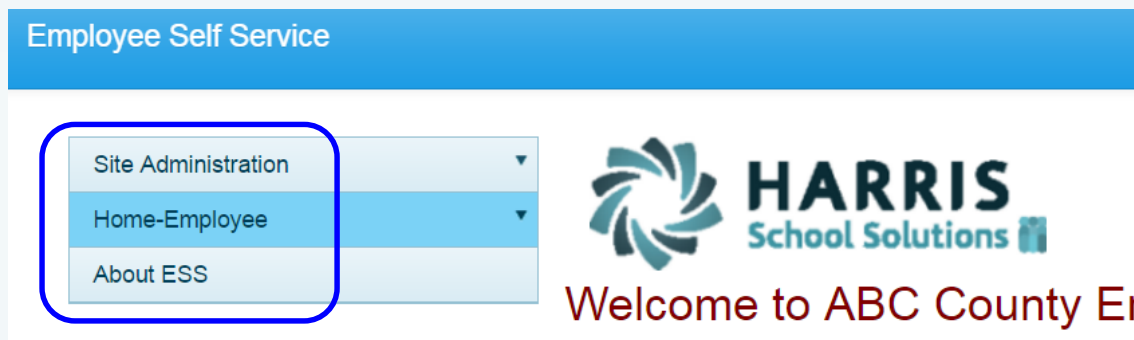 Employee Self Service
Site Administration
Home-Employee
About ESS
HARRIS
School Solutions
Welcome to ABC County